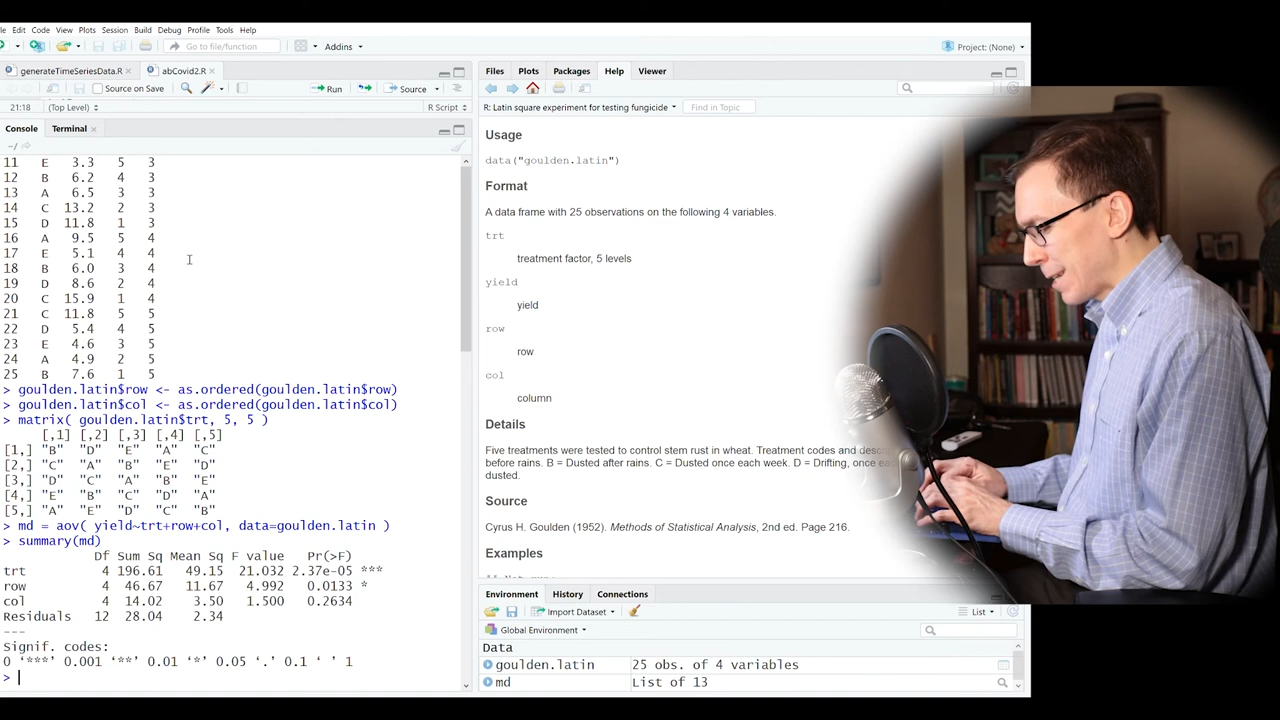 le Edit Code View Plots Session Build Debug Profile Tools Help
Go to file/function Addins Project: (None)
generateTimeSeriesData.R abCovid2.R
Source on Save Run Source
21:18 (Top Level) R Script
Console Terminal
~/
11 E 3.3 5 3
12 B 6.2 4 3
13 A 6.5 3 3
14 C 13.2 2 3
15 D 11.8 1 3
16 A 9.5 5 4
17 E 5.1 4 4
18 B 6.0 3 4
19 D 8.6 2 4
20 C 15.9 1 4
21 C 11.8 5 5
22 D 5.4 4 5
23 E 4.6 3 5
24 A 4.9 2 5
25 B 7.6 1 5
> goulden.latin$row <- as.ordered(goulden.latin$row)
> goulden.latin$col <- as.ordered(goulden.latin$col)
> matrix( goulden.latin$trt, 5, 5 )
[,1] [,2] [,3] [,4] [,5]
[1,] "B" "D" "E" "A" "C"
[2,] "C" "A" "B" "E" "D"
[3,] "D" "C" "A" "B" "E"
[4,] "E" "B" "C" "D" "A"
[5,] "A" "E" "D" "C" "B"
> md = aov( yield~trt+row+col, data=goulden.latin )
> summary(md)
Df Sum Sq Mean Sq F value Pr(>F)
trt 4 196.61 49.15 21.032 2.37e-05 ***
row 4 46.67 11.67 4.992 0.0133 *
col 4 14.02 3.50 1.500 0.2634
Residuals 12 28.04 2.34
---
Signif. codes:
0 ‘***’ 0.001 ‘**’ 0.01 ‘*’ 0.05 ‘.’ 0.1 ‘ ’ 1
>
Files Plots Packages Help Viewer
R: Latin square experiment for testing fungicide Find in Topic
Usage
data("goulden.latin")
Format
A data frame with 25 observations on the following 4 variables.
trt
treatment factor, 5 levels
yield
yield
row
row
col
column
Details
Five treatments were tested to control stem rust in wheat. Treatment codes and
before rains. B = Dusted after rains. C = Dusted once each week. D = Drifting, once
dusted.
Source
Cyrus H. Goulden (1952). Methods of Statistical Analysis, 2nd ed. Page 216.
Examples
Environment History Connections
Import Dataset List
Global Environment
Data
goulden.latin 25 obs. of 4 variables
md List of 13